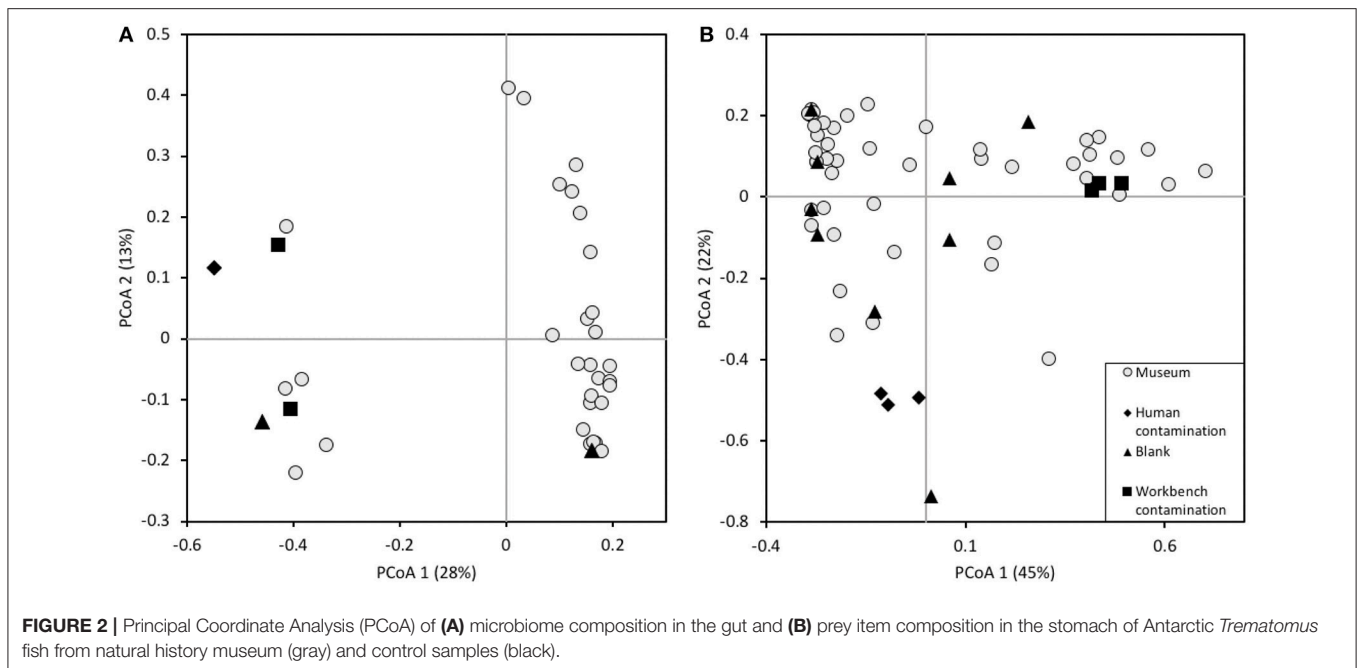 A
0.5
0.4
0.3
0.2
0.1
0
-0.1
-0.2
-0.3
PCoA 2 (13%)
-0.6
-0.4
-0.2
0
0.2
PCoA 1 (28%)
B
0.4
0.2
0
-0.2
-0.4
-0.6
-0.8
PCoA 2 (22%)
-0.4
0.1
0.6
PCoA 1 (45%)
Museum
Human
contamination
Blank
Workbench
contamination
FIGURE 2 | Principal Coordinate Analysis (PCoA) of (A) microbiome composition in the gut and (B) prey item composition in the stomach of Antarctic Trematomus
fish from natural history museum (gray) and control samples (black).